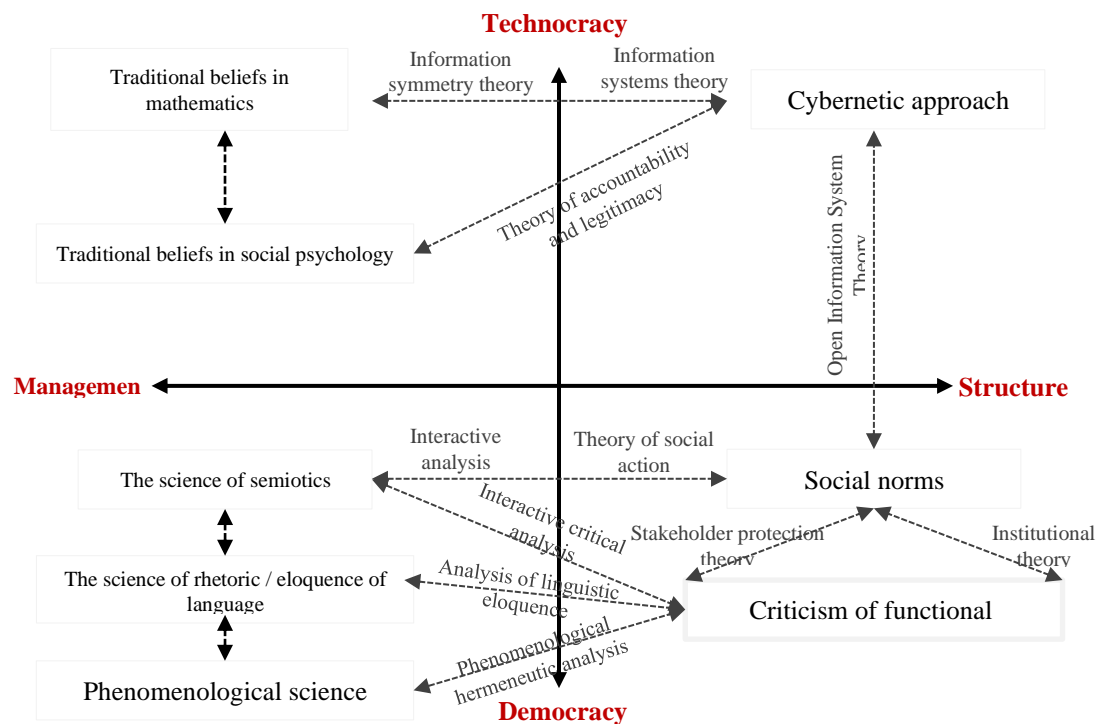 Technocracy
Information
symmetry theory
Information
systems theory
Traditional beliefs in
mathematics
Cybernetic approach
Theory of accountability
and legitimacy
Traditional beliefs in social psychology
Open Information System
Theory
Managemen
Structure
Interactive
analysis
Theory of social
action
The science of semiotics
Social norms
Interactive critical
analysis
Stakeholder protection
theory
Institutional
theory
The science of rhetoric / eloquence of
language
Analysis of linguistic
eloquence
Criticism of functional
Phenomenological
hermeneutic analysis
Phenomenological science
Democracy